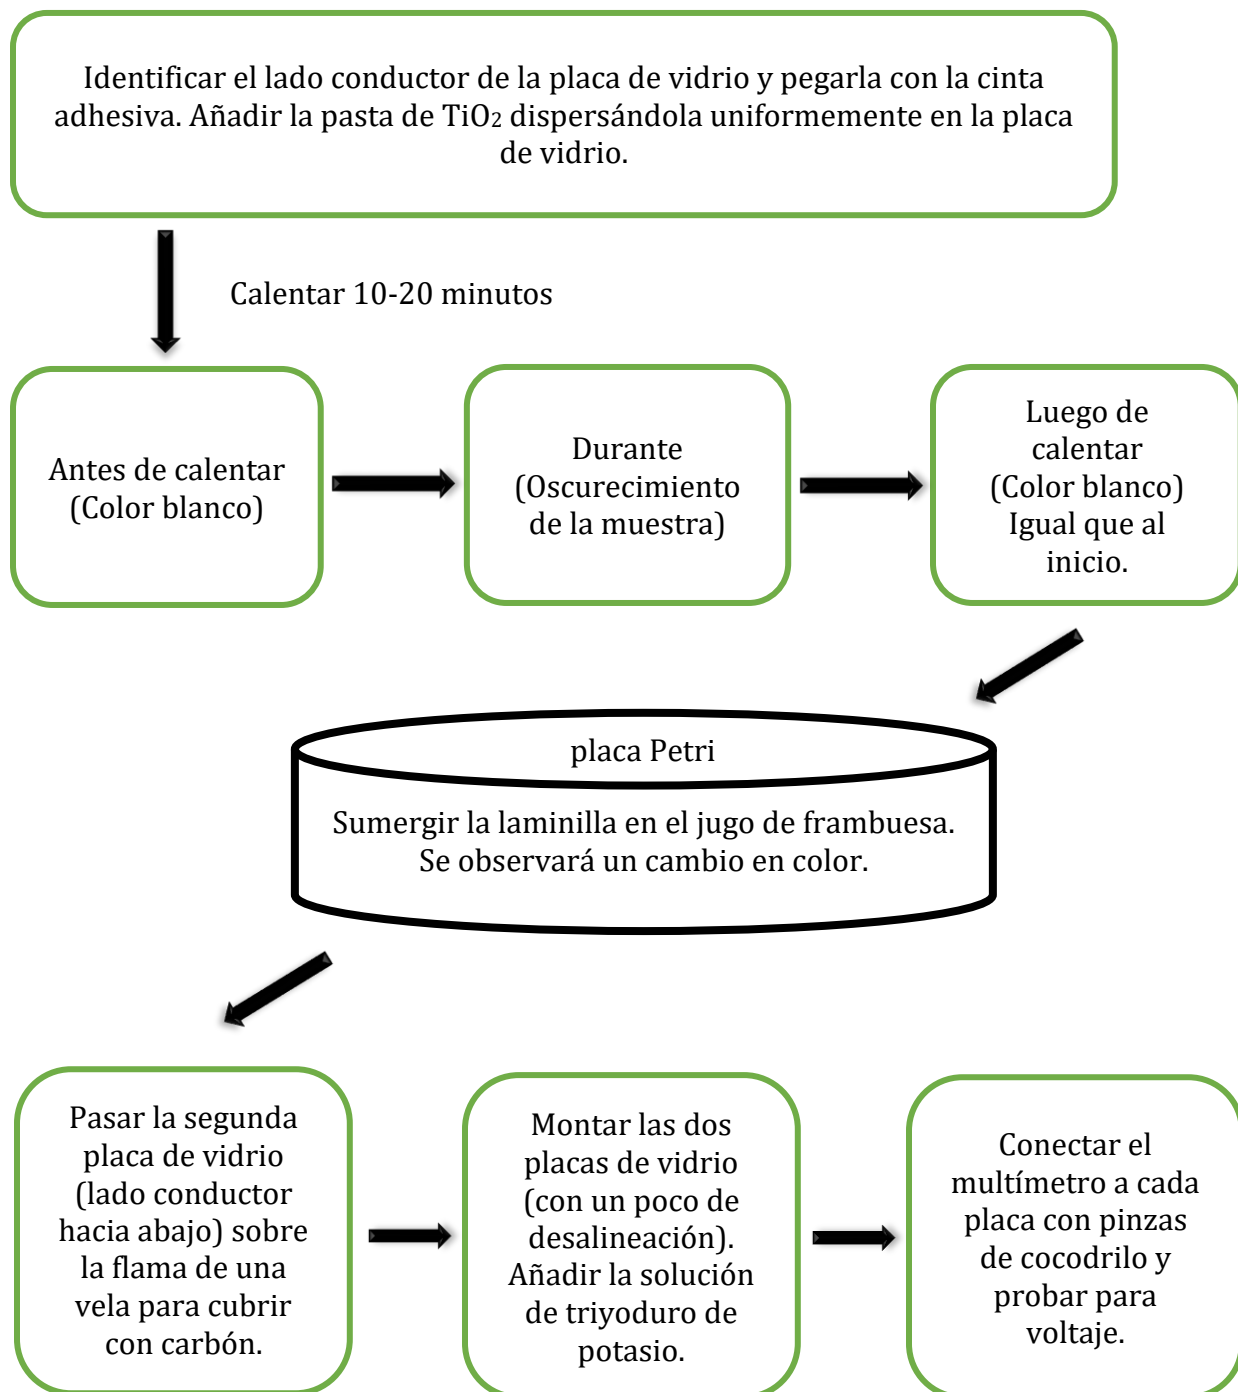 Identificar el lado conductor de la placa de vidrio y pegarla con la cinta
adhesiva. Añadir la pasta de TiO₂ dispersándola uniformemente en la placa
de vidrio.
Calentar 10-20 minutos
Antes de calentar
(Color blanco)
Durante
(Oscurecimiento
de la muestra)
Luego de
calentar
(Color blanco)
Igual que al
inicio.
placa Petri
Sumergir la laminilla en el jugo de frambuesa.
Se observará un cambio en color.
Pasar la segunda
placa de vidrio
(lado conductor
hacia abajo) sobre
la flama de una
vela para cubrir
con carbón.
Montar las dos
placas de vidrio
(con un poco de
desalineación).
Añadir la solución
de triyoduro de
potasio.
Conectar el
multímetro a cada
placa con pinzas
de cocodrilo y
probar para
voltaje.